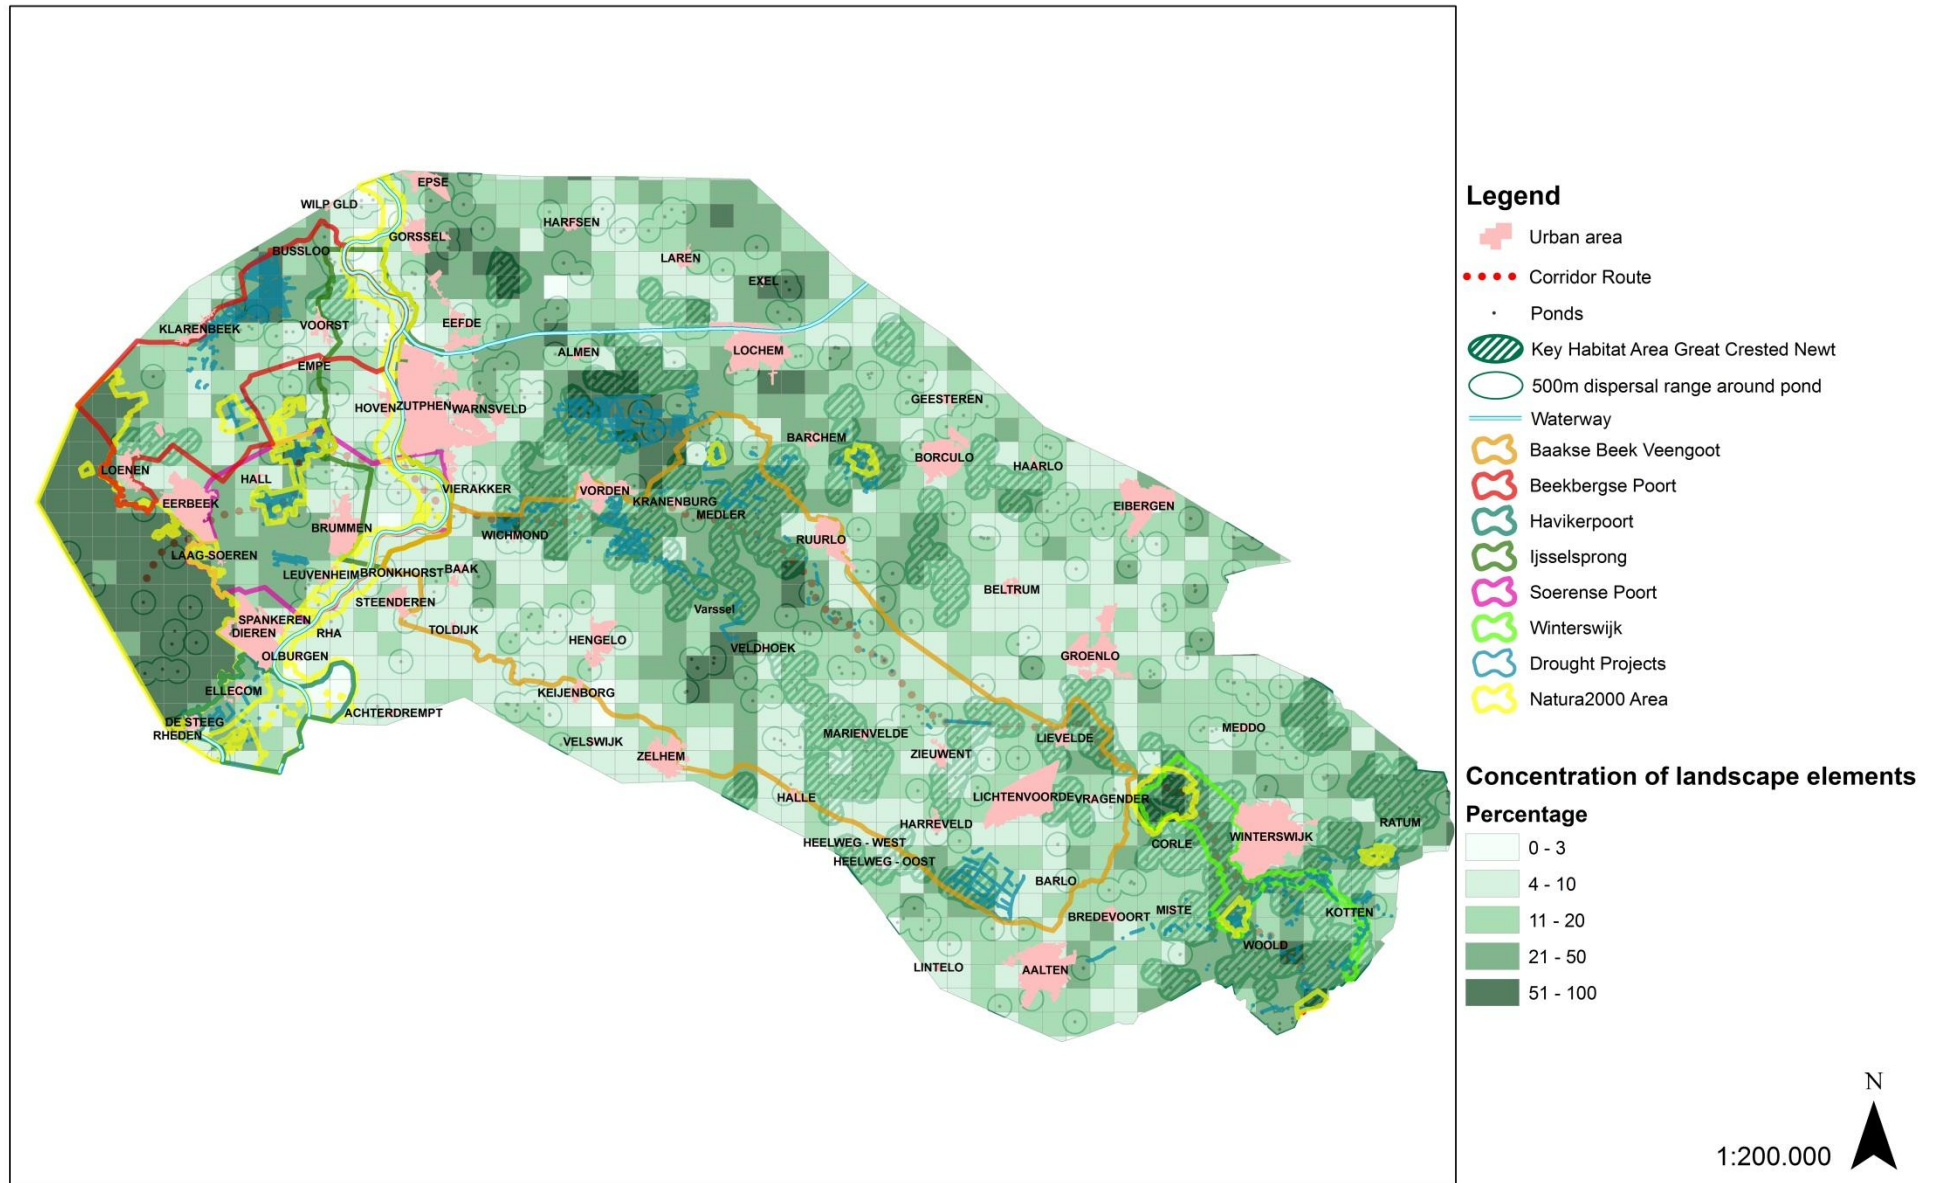 EPSE
WILP GLD
HARFSEN
GORSSEL
BUSSLOO
LAREN
EXEL
KLARENBEEK
VOORST
EEFDE
ALMEN
LOCHEM
EMPE
GEESTEREN
HOVEN
ZUTPHEN
WARNSVELD
BARCHEM
BORCULO
HAARLO
LOENEN
HALL
EERBEEK
VIERAKKER
VORDEN
KRANENBURG
MEDLER
EIBERGEN
BRUMMEN
WICHMOND
RUURLO
LAAG-SOEREN
LEUVENHEIM
BRONKHORST
BAAK
BELTRUM
STEENDEREN
Varssel
SPANKEREN
DIEREN
RHA
TOLDIJK
HENGELO
VELDHOEK
OLBURGEN
GROENLO
ELLECOM
KEIJENBORG
ACHTERDREMPT
DE STEEG
RHEDEN
MARIENVELDE
LIEVELDE
MEDDO
VELSWIJK
ZIEUWENT
ZELHEM
HALLE
LICHTENVOORDE
VRAGENDER
HARREVELD
RATUM
WINTERSWIJK
HEELWEG - WEST
CORLE
HEELWEG - OOST
BARLO
BREDEVOORT
MISTE
KOTTEN
WOOLD
LINTELO
AALTEN
Legend
Urban area
Corridor Route
Ponds
Key Habitat Area Great Crested Newt
500m dispersal range around pond
Waterway
Baakse Beek Veengoot
Beekbergse Poort
Havikerpoort
Ijsselsprong
Soerense Poort
Winterswijk
Drought Projects
Natura2000 Area
Concentration of landscape elements
Percentage
0 - 3
4 - 10
11 - 20
21 - 50
51 - 100
N
1:200.000